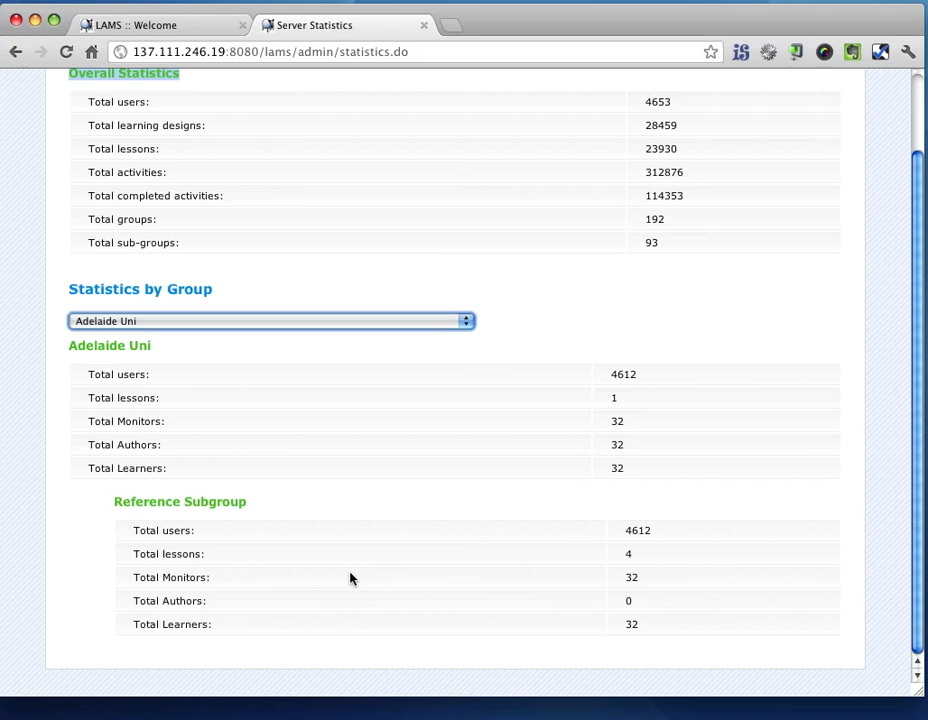 LAMS :: Welcome
Server Statistics
137.111.246.19:8080/lams/admin/statistics.do
Overall Statistics
Total users: 4653
Total learning designs: 28459
Total lessons: 23930
Total activities: 312876
Total completed activities: 114353
Total groups: 192
Total sub-groups: 93
Statistics by Group
Adelaide Uni
Adelaide Uni
Total users: 4612
Total lessons: 1
Total Monitors: 32
Total Authors: 32
Total Learners: 32
Reference Subgroup
Total users: 4612
Total lessons: 4
Total Monitors: 32
Total Authors: 0
Total Learners: 32